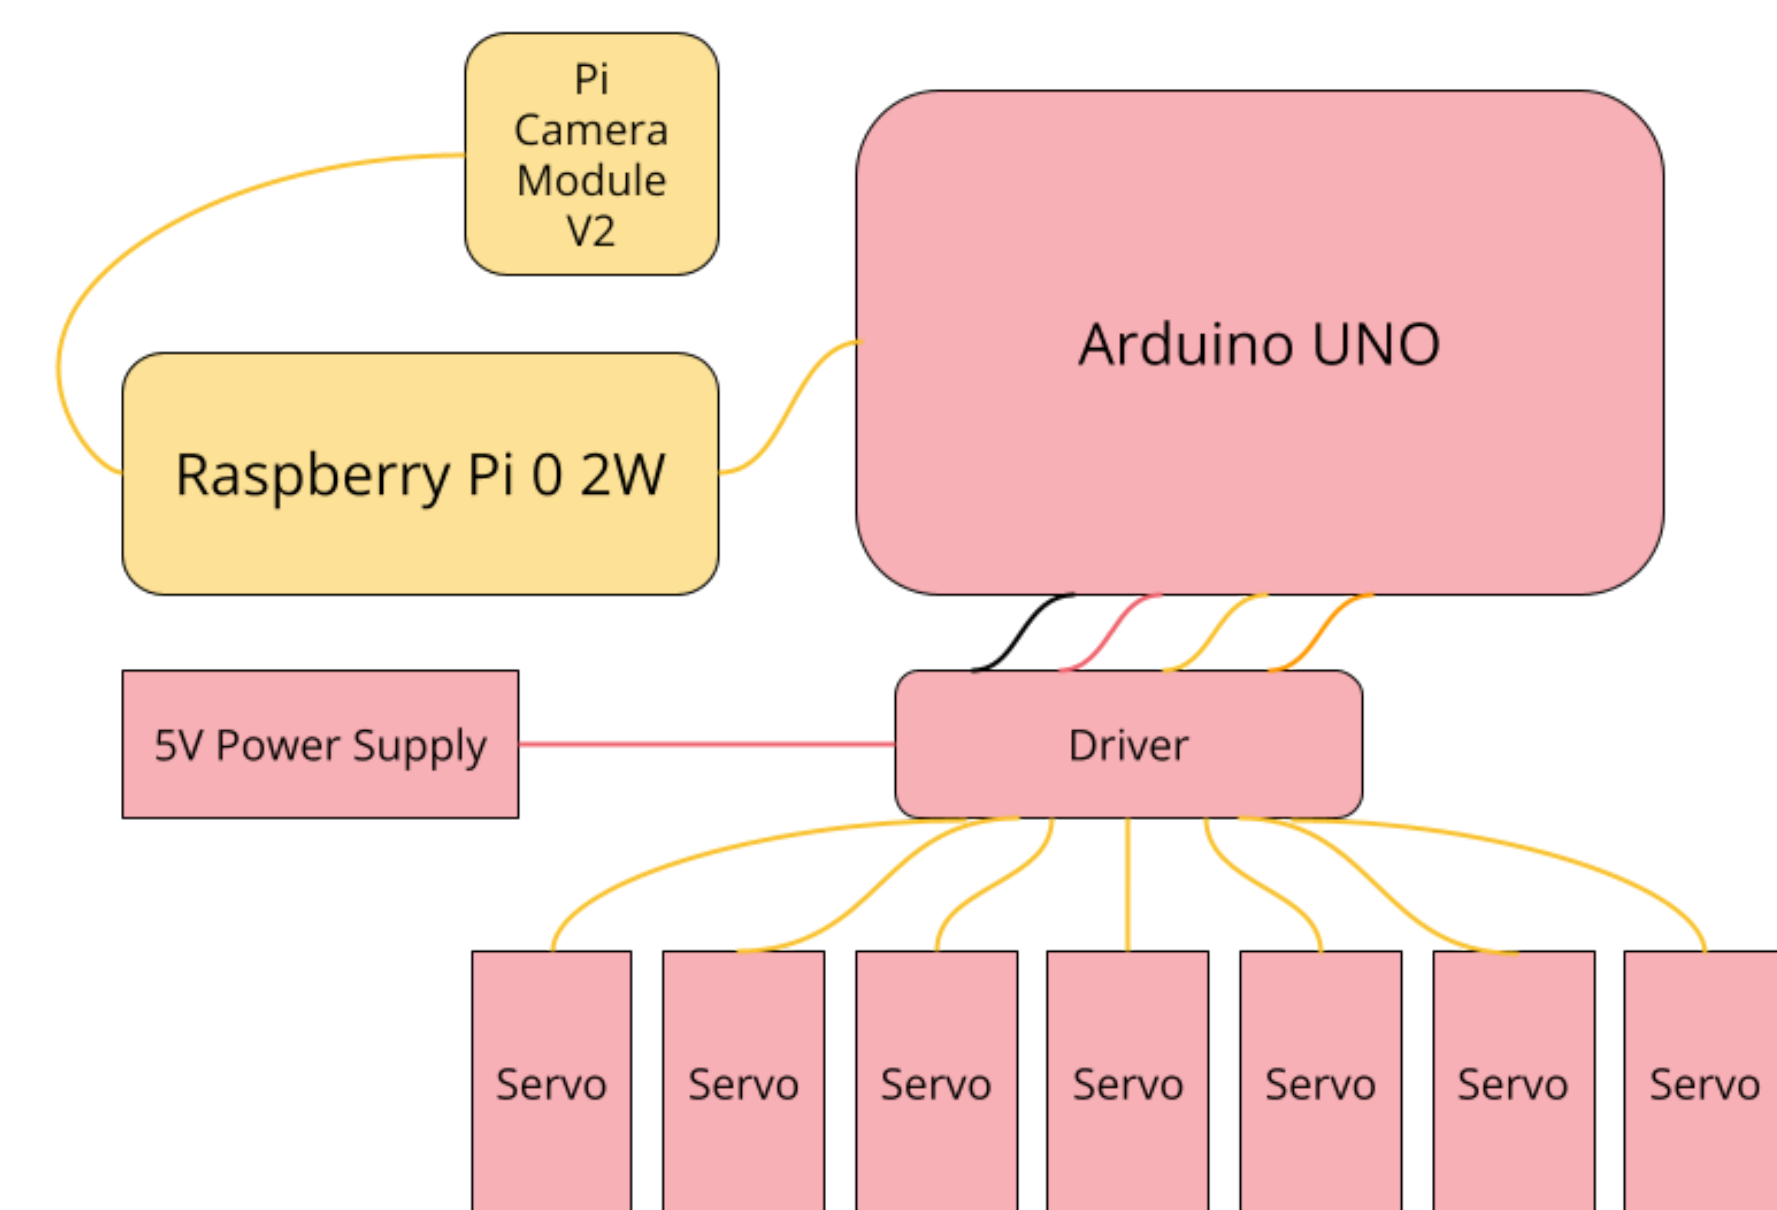 Pi
Camera
Module
V2
Arduino UNO
Raspberry Pi 0 2W
5V Power Supply
Driver
Servo
Servo
Servo
Servo
Servo
Servo
Servo